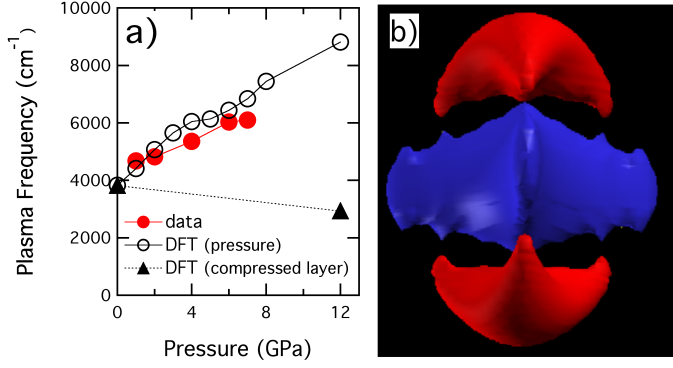 a)
b)
10000
8000
6000
4000
2000
0
Plasma Frequency (cm⁻¹)
data
DFT (pressure)
DFT (compressed layer)
0 4 8 12
Pressure (GPa)